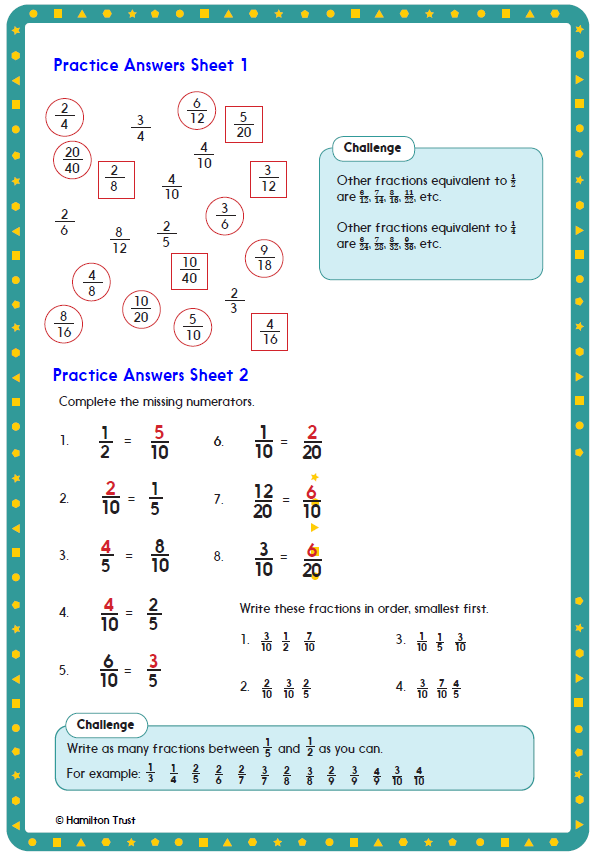 Practice Answers Sheet 1
2/4 3/4 6/12 5/20
20/40 2/8 4/10 4/10 3/12
2/6 8/12 2/5 3/6
4/8 10/40 9/18
8/16 10/20 5/10 2/3 4/16
Challenge
Other fractions equivalent to 1/2
are 6/12, 7/14, 8/16, 11/22, etc.
Other fractions equivalent to 1/4
are 6/24, 7/28, 8/32, 9/36, etc.
Practice Answers Sheet 2
Complete the missing numerators.
1. 1/2 = 5/10
2. 2/10 = 1/5
3. 4/5 = 8/10
4. 4/10 = 2/5
5. 6/10 = 3/5
6. 1/10 = 2/20
7. 12/20 = 6/10
8. 3/10 = 6/20
Write these fractions in order, smallest first.
1. 3/10 1/2 7/10
2. 2/10 3/10 2/5
3. 1/10 1/5 3/10
4. 3/10 7/10 4/5
Challenge
Write as many fractions between 1/5 and 1/2 as you can.
For example: 1/3 1/4 2/5 2/6 2/7 3/7 2/8 3/8 2/9 3/9 4/9 3/10 4/10
© Hamilton Trust